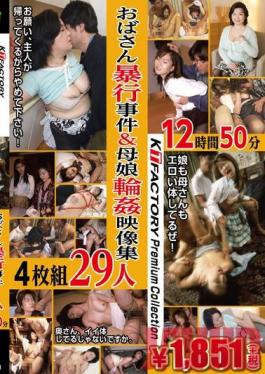 お願い、主人が
帰ってくるからやめて下さい!
KIIFACTORY
おばさん暴行事件&母娘輪姦映像集
4枚組29人
奥さん、イイ体
してるじゃないですか。
12時間50分
娘も母さんも
エロい体してるぜ!
KIIFACTORY Premium Collection
¥1,851